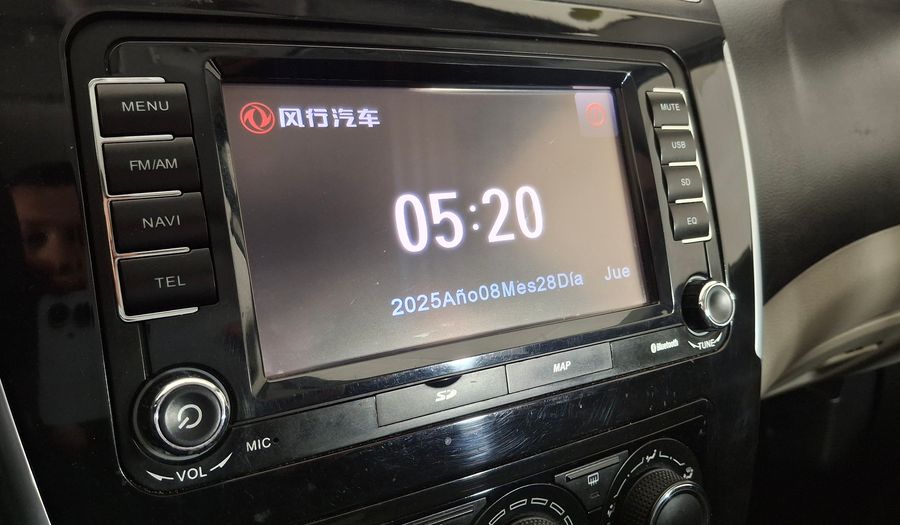 MENU
FM/AM
NAVI
TEL
风行汽车
05:20
2025Año08Mes28Día Jue
MUTE
USB
SD
EQ
Bluetooth
TUNE
SD
MAP
MIC
VOL